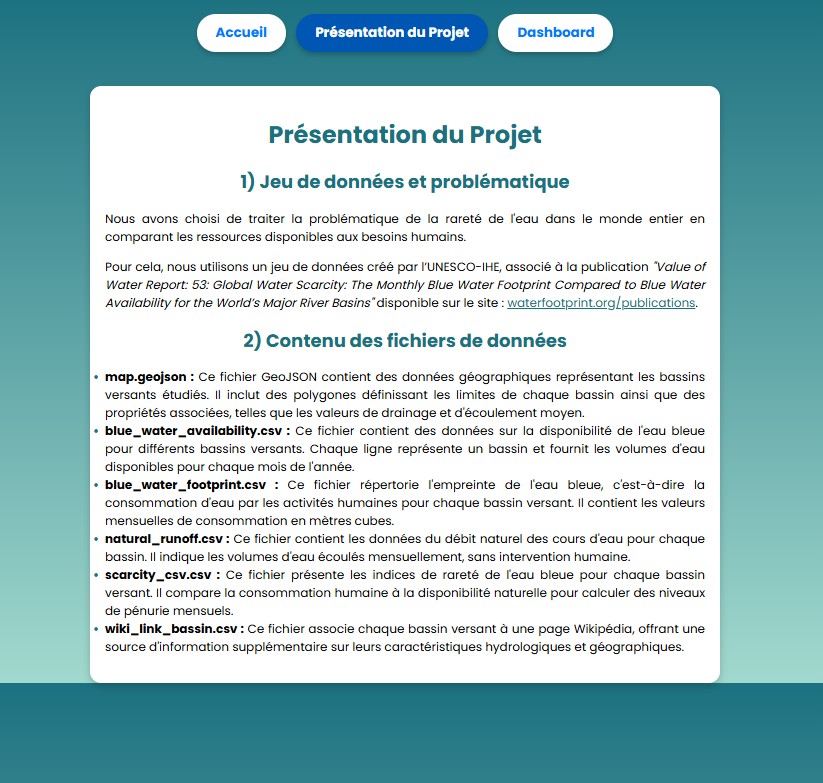 Accueil
Présentation du Projet
Dashboard
Présentation du Projet
1) Jeu de données et problématique
Nous avons choisi de traiter la problématique de la rareté de l'eau dans le monde entier en
comparant les ressources disponibles aux besoins humains.
Pour cela, nous utilisons un jeu de données créé par l’UNESCO-IHE, associé à la publication "Value of
Water Report: 53: Global Water Scarcity: The Monthly Blue Water Footprint Compared to Blue Water
Availability for the World’s Major River Basins" disponible sur le site : waterfootprint.org/publications.
2) Contenu des fichiers de données
• map.geojson : Ce fichier GeoJSON contient des données géographiques représentant les bassins
versants étudiés. Il inclut des polygones définissant les limites de chaque bassin ainsi que des
propriétés associées, telles que les valeurs de drainage et d'écoulement moyen.
• blue_water_availability.csv : Ce fichier contient des données sur la disponibilité de l'eau bleue
pour différents bassins versants. Chaque ligne représente un bassin et fournit les volumes d'eau
disponibles pour chaque mois de l'année.
• blue_water_footprint.csv : Ce fichier répertorie l'empreinte de l'eau bleue, c'est-à-dire la
consommation d'eau par les activités humaines pour chaque bassin versant. Il contient les valeurs
mensuelles de consommation en mètres cubes.
• natural_runoff.csv : Ce fichier contient les données du débit naturel des cours d'eau pour chaque
bassin. Il indique les volumes d'eau écoulés mensuellement, sans intervention humaine.
• scarcity_csv.csv : Ce fichier présente les indices de rareté de l'eau bleue pour chaque bassin
versant. Il compare la consommation humaine à la disponibilité naturelle pour calculer des niveaux
de pénurie mensuels.
• wiki_link_bassin.csv : Ce fichier associe chaque bassin versant à une page Wikipédia, offrant une
source d'information supplémentaire sur leurs caractéristiques hydrologiques et géographiques.